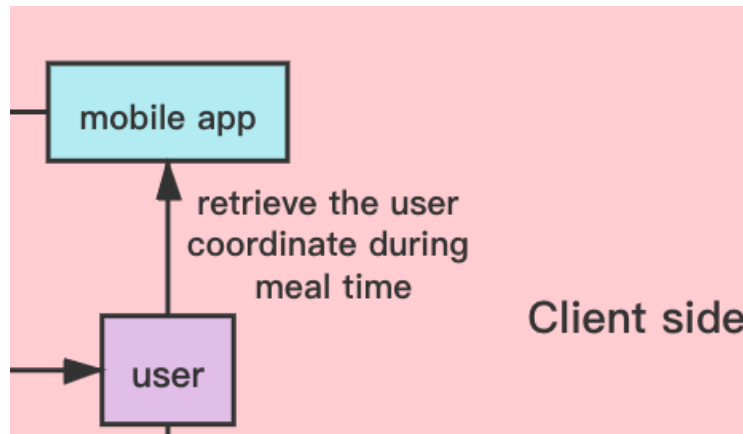 mobile app
retrieve the user
coordinate during
meal time
Client side
user